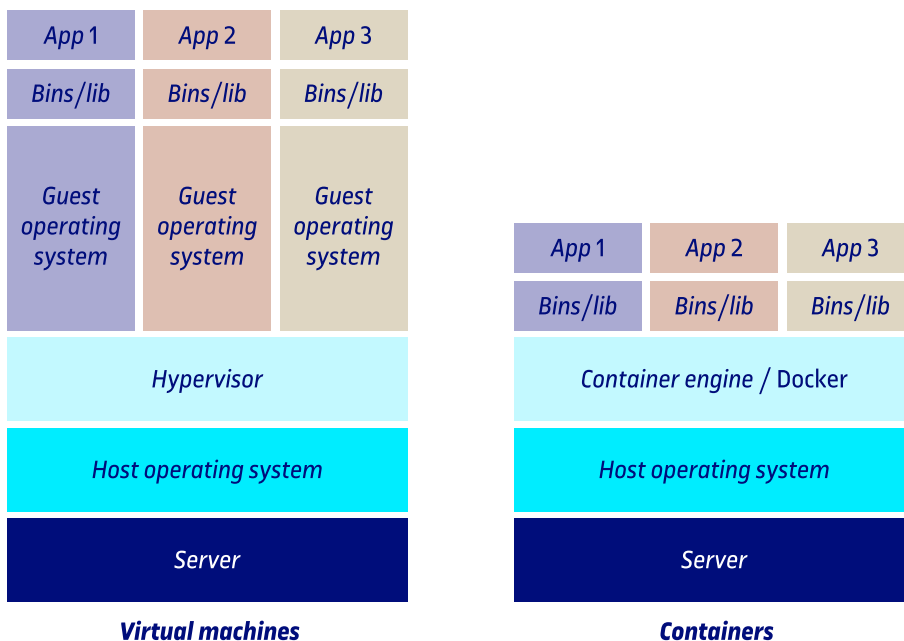 App 1
App 2
App 3
Bins/lib
Bins/lib
Bins/lib
Guest
operating
system
Guest
operating
system
Guest
operating
system
Hypervisor
Host operating system
Server
Virtual machines
App 1
App 2
App 3
Bins/lib
Bins/lib
Bins/lib
Container engine / Docker
Host operating system
Server
Containers